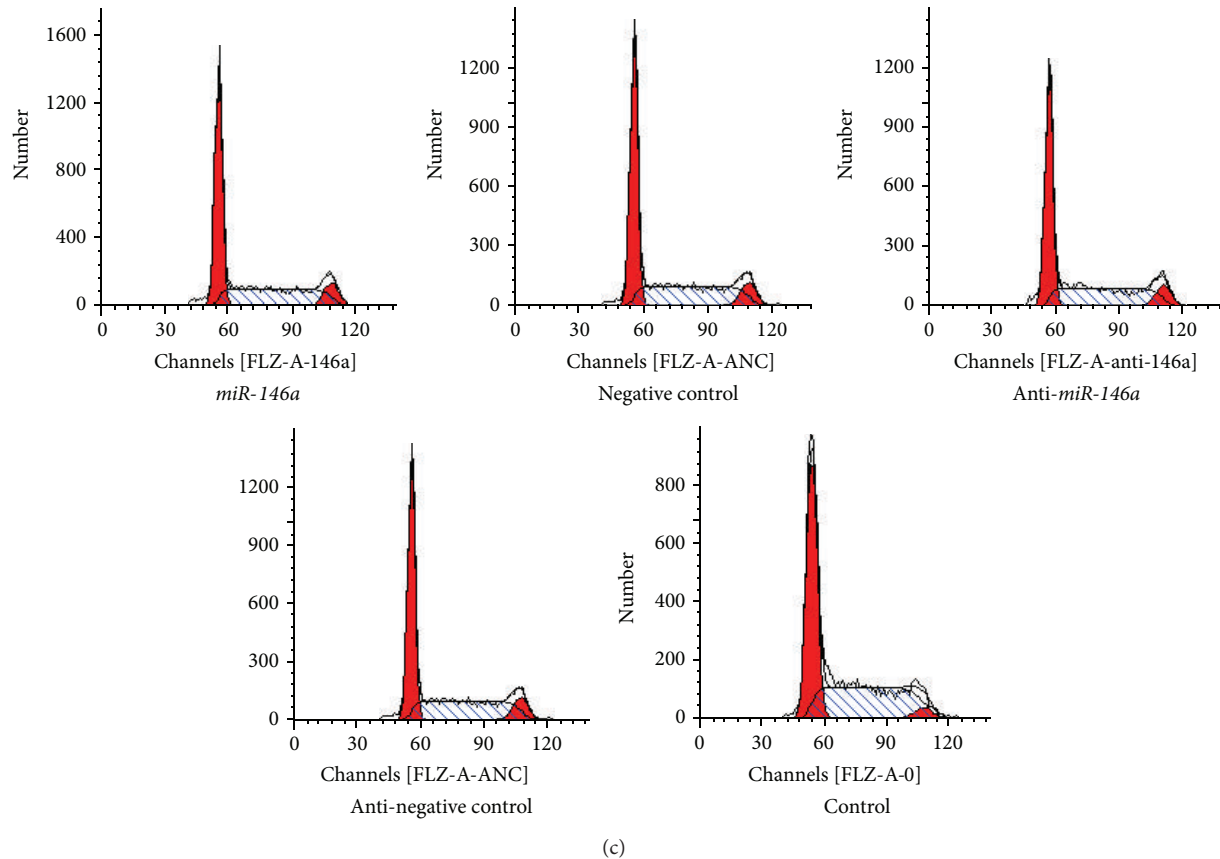 1600
1200
800
400
0
Number
0 30 60 90 120
Channels [FLZ-A-146a]
miR-146a
1200
900
600
300
0
Number
0 30 60 90 120
Channels [FLZ-A-ANC]
Negative control
1200
900
600
300
0
Number
0 30 60 90 120
Channels [FLZ-A-anti-146a]
Anti-miR-146a
1200
900
600
300
0
Number
0 30 60 90 120
Channels [FLZ-A-ANC]
Anti-negative control
800
600
400
200
0
Number
0 30 60 90 120
Channels [FLZ-A-0]
Control
(c)